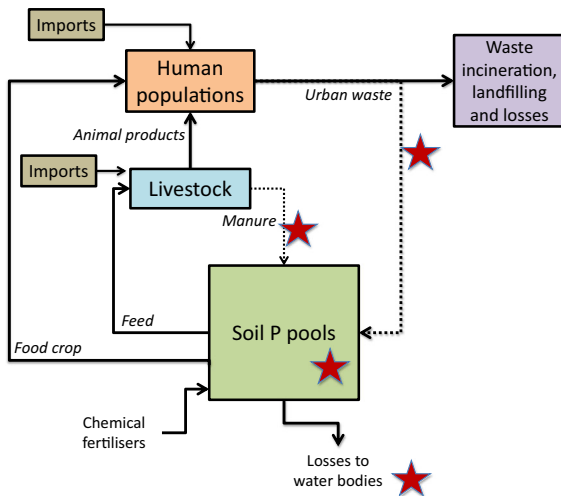 Imports
Human
populations
Waste
incineration,
landfilling
and losses
Urban waste
Animal products
Imports
Livestock
Manure
Soil P pools
Feed
Food crop
Chemical
fertilisers
Losses to
water bodies